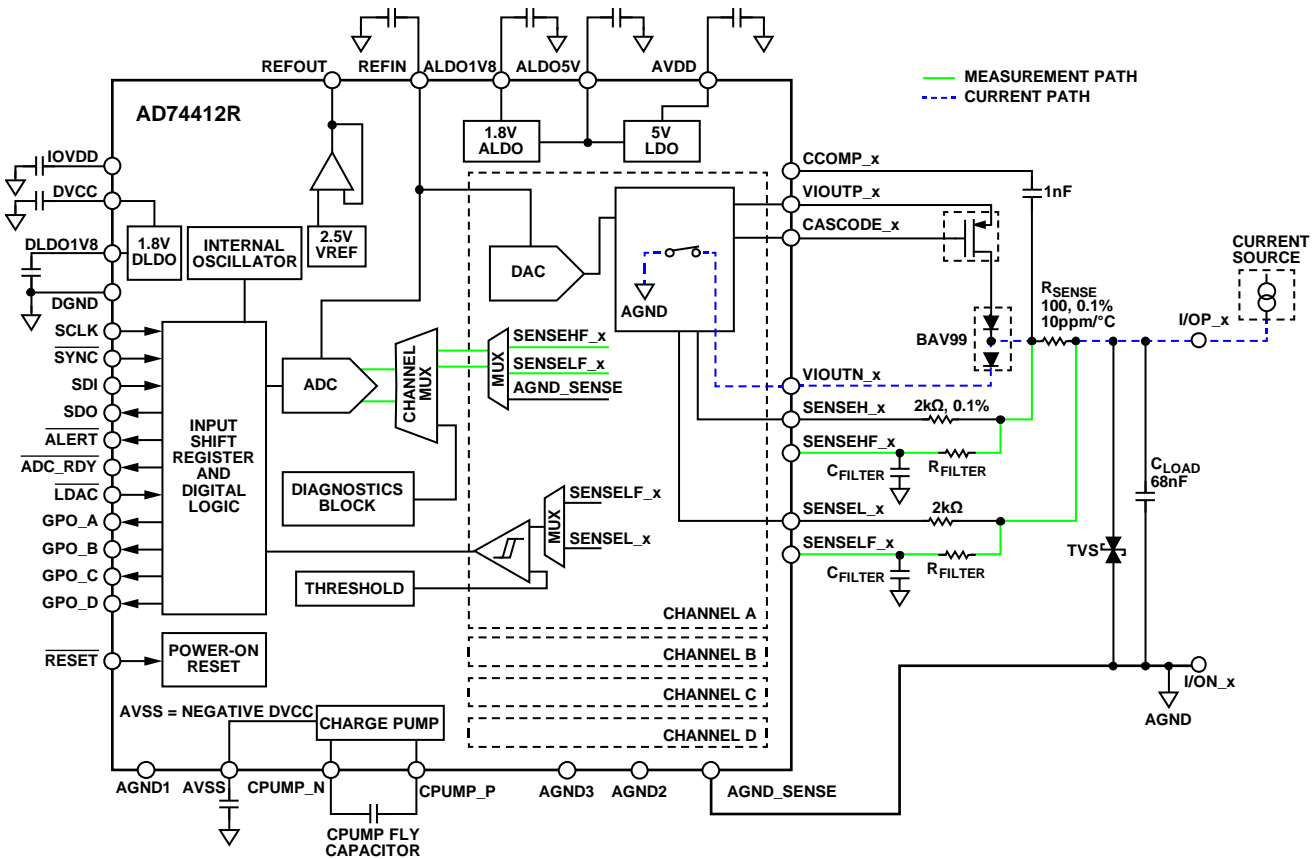 REFOUT
REFIN
ALDO1V8
ALDO5V
AVDD
MEASUREMENT PATH
CURRENT PATH
AD74412R
1.8V
ALDO
5V
LDO
IOVDD
DVCC
DLDO1V8
DGND
1.8V
DLDO
INTERNAL
OSCILLATOR
2.5V
VREF
SCLK
SYNC
SDI
SDO
ALERT
ADC_RDY
LDAC
GPO_A
GPO_B
GPO_C
GPO_D
RESET
INPUT
SHIFT
REGISTER
AND
DIGITAL
LOGIC
POWER-ON
RESET
ADC
CHANNEL
MUX
DIAGNOSTICS
BLOCK
THRESHOLD
DAC
AGND
MUX
SENSEHF_x
SENSELF_x
AGND_SENSE
MUX
SENSELF_x
SENSEL_x
CHANNEL A
CHANNEL B
CHANNEL C
CHANNEL D
CCOMP_x
VIOUTP_x
CASCODE_x
VIOUTN_x
SENSEH_x
SENSEHF_x
SENSEL_x
SENSELF_x
1nF
BAV99
RSENSE
100, 0.1%
10ppm/°C
CURRENT
SOURCE
I/OP_x
2kΩ, 0.1%
CFILTER
RFILTER
2kΩ
CFILTER
RFILTER
TVS
CLOAD
68nF
I/ON_x
AGND
AVSS = NEGATIVE DVCC
CHARGE PUMP
AGND1
AVSS
CPUMP_N
CPUMP_P
AGND3
AGND2
AGND_SENSE
CPUMP FLY
CAPACITOR